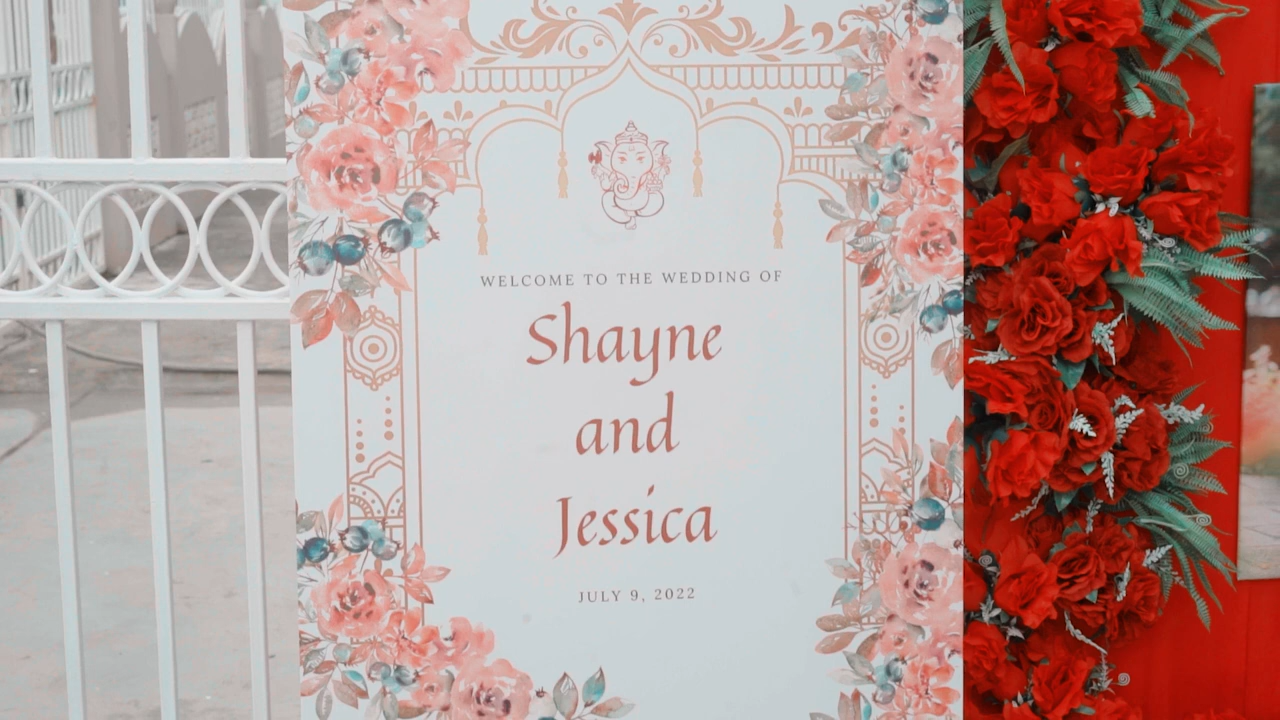 WELCOME TO THE WEDDING OF
Shayne
and
Jessica
JULY 9, 2022